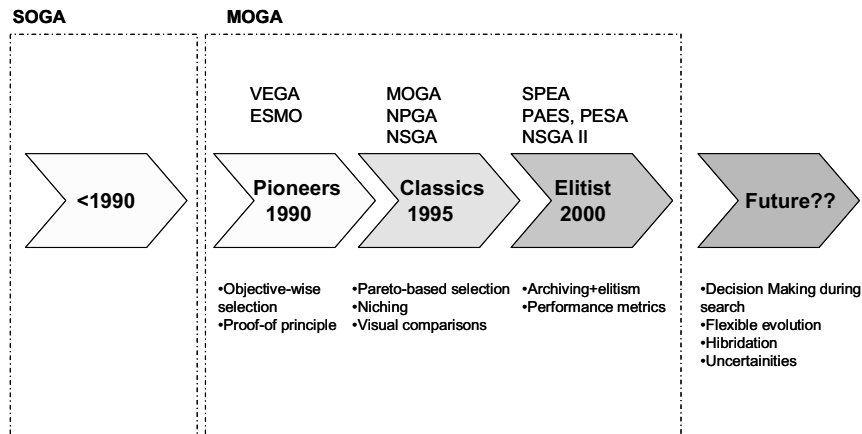 SOGA
MOGA
VEGA
ESMO
MOGA
NPGA
NSGA
SPEA
PAES, PESA
NSGA II
<1990
Pioneers
1990
Classics
1995
Elitist
2000
Future??
•Objective-wise
selection
•Proof-of principle
•Pareto-based selection
•Niching
•Visual comparisons
•Archiving+elitism
•Performance metrics
•Decision Making during
search
•Flexible evolution
•Hibridation
•Uncertainities